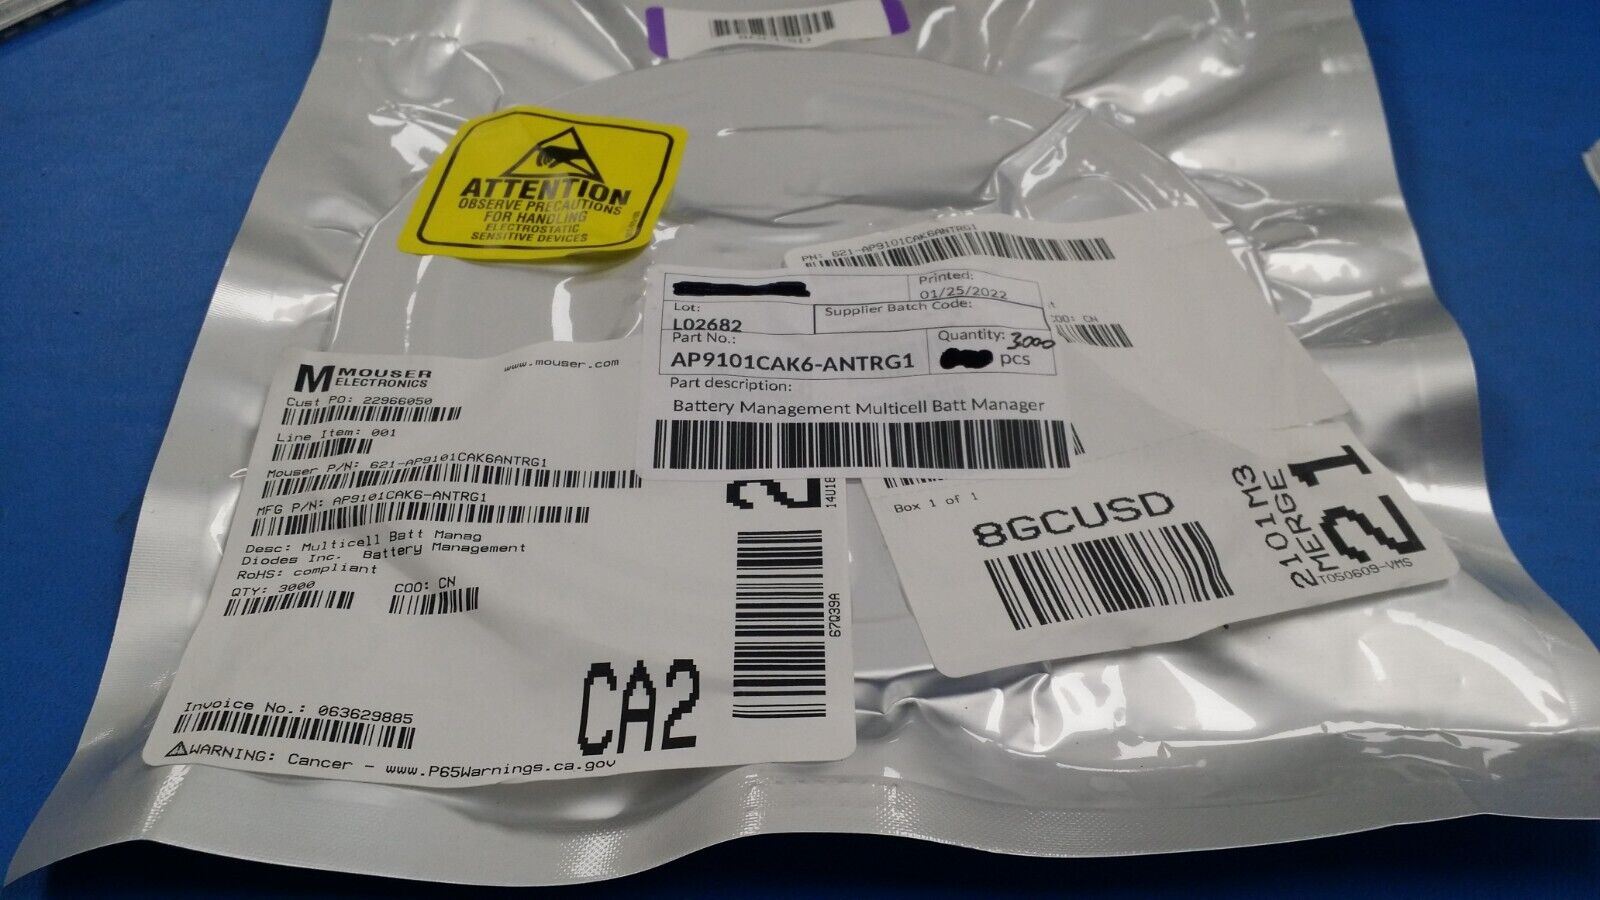 ATTENTION
OBSERVE PRECAUTIONS
FOR HANDLING
ELECTROSTATIC
SENSITIVE DEVICES
PN: 621-AP9101CAK6ANTRG1
COO: CN
Printed:
01/25/2022
Lot:
L02682
Supplier Batch Code:
Part No.:
AP9101CAK6-ANTRG1
Quantity: 3000
pcs
Part description:
Battery Management Multicell Batt Manager
M MOUSER
ELECTRONICS
www.mouser.com
Cust PO: 22966050
Line Item: 001
Mouser P/N: 621-AP9101CAK6ANTRG1
MFG P/N: AP9101CAK6-ANTRG1
Desc: Multicell Batt Manag
Diodes Inc. Battery Management
RoHS: compliant
QTY: 3000
COO: CN
Invoice No.: 063629885
WARNING: Cancer - www.P65Warnings.ca.gov
CA2
2
14U18
67Q39A
Box 1 of 1
8GCUSD
2101M3
MERGE
21
T050609-VMS